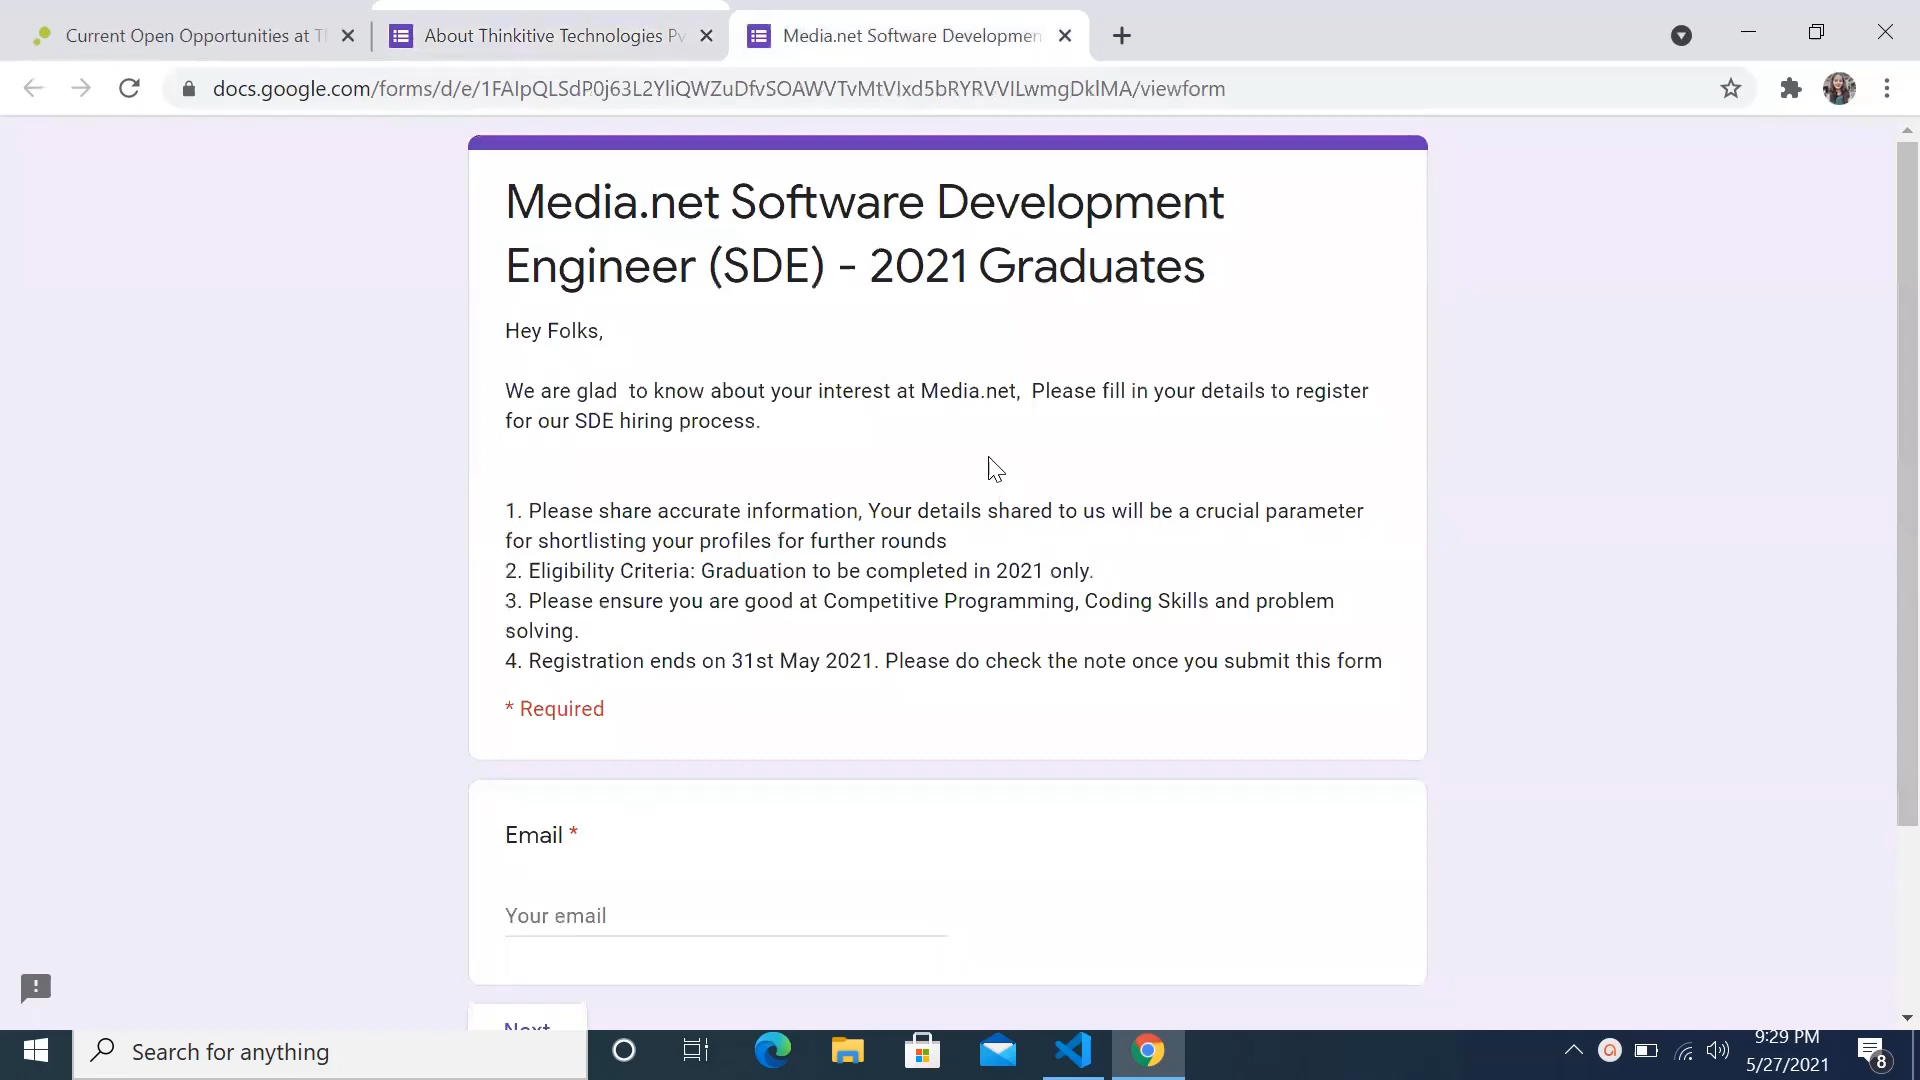 Current Open Opportunities at Tl
About Thinkitive Technologies Pv
Media.net Software Developmen
docs.google.com/forms/d/e/1FAIpQLSdP0j63L2YliQWZuDfvSOAWVTvMtVIxd5bRYRVVILwmgDklMA/viewform
Media.net Software Development
Engineer (SDE) - 2021 Graduates
Hey Folks,
We are glad  to know about your interest at Media.net,  Please fill in your details to register
for our SDE hiring process.
1. Please share accurate information, Your details shared to us will be a crucial parameter
for shortlisting your profiles for further rounds
2. Eligibility Criteria: Graduation to be completed in 2021 only.
3. Please ensure you are good at Competitive Programming, Coding Skills and problem
solving.
4. Registration ends on 31st May 2021. Please do check the note once you submit this form
* Required
Email *
Your email
Next
Search for anything
9:29 PM
5/27/2021
8